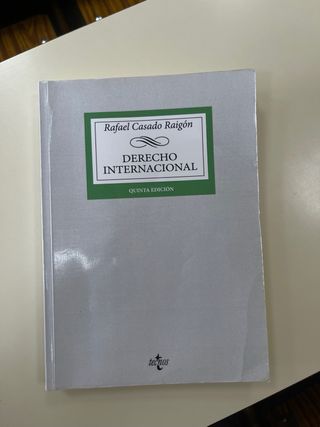 Rafael Casado Raigón
DERECHO
INTERNACIONAL
QUINTA EDICIÓN
tecnos